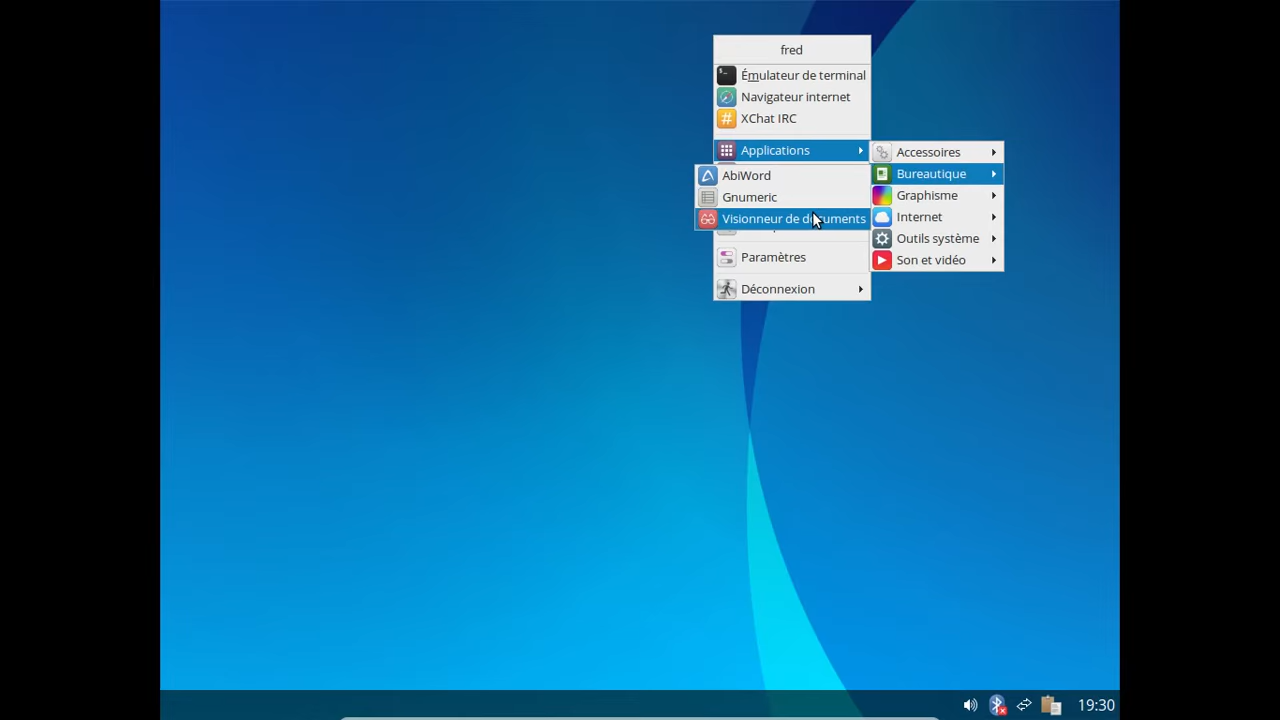 fred
Émulateur de terminal
Navigateur internet
XChat IRC
Applications
AbiWord
Gnumeric
Visionneur de documents
Paramètres
Déconnexion
Accessoires
Bureautique
Graphisme
Internet
Outils système
Son et vidéo
19:30